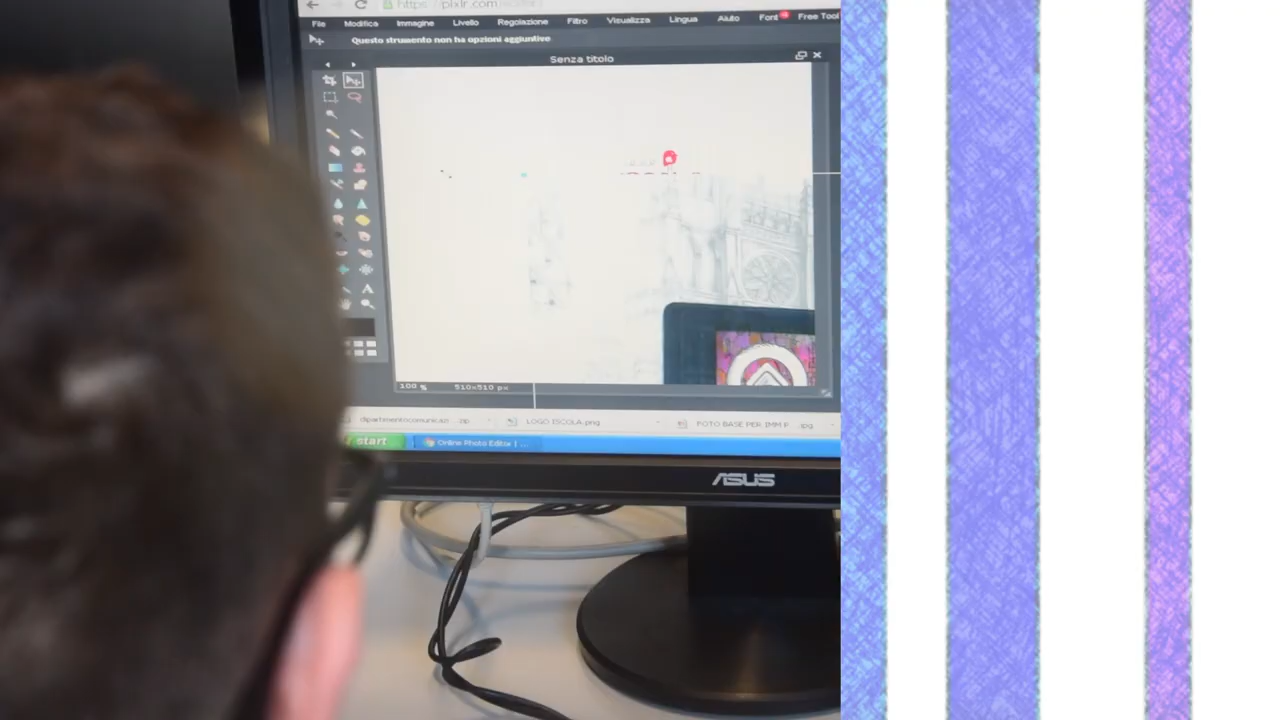 https://pixlr.com/editor/
File Modifica Immagine Livello Regolazione Filtro Visualizza Lingua Aiuto Font Free Tool
Questo strumento non ha opzioni aggiuntive
Senza titolo
100 % 510x510 px
LOGO ISCOLA.png FOTO BASE PER IMM P .jpg
start Online Photo Editor | ...
ASUS